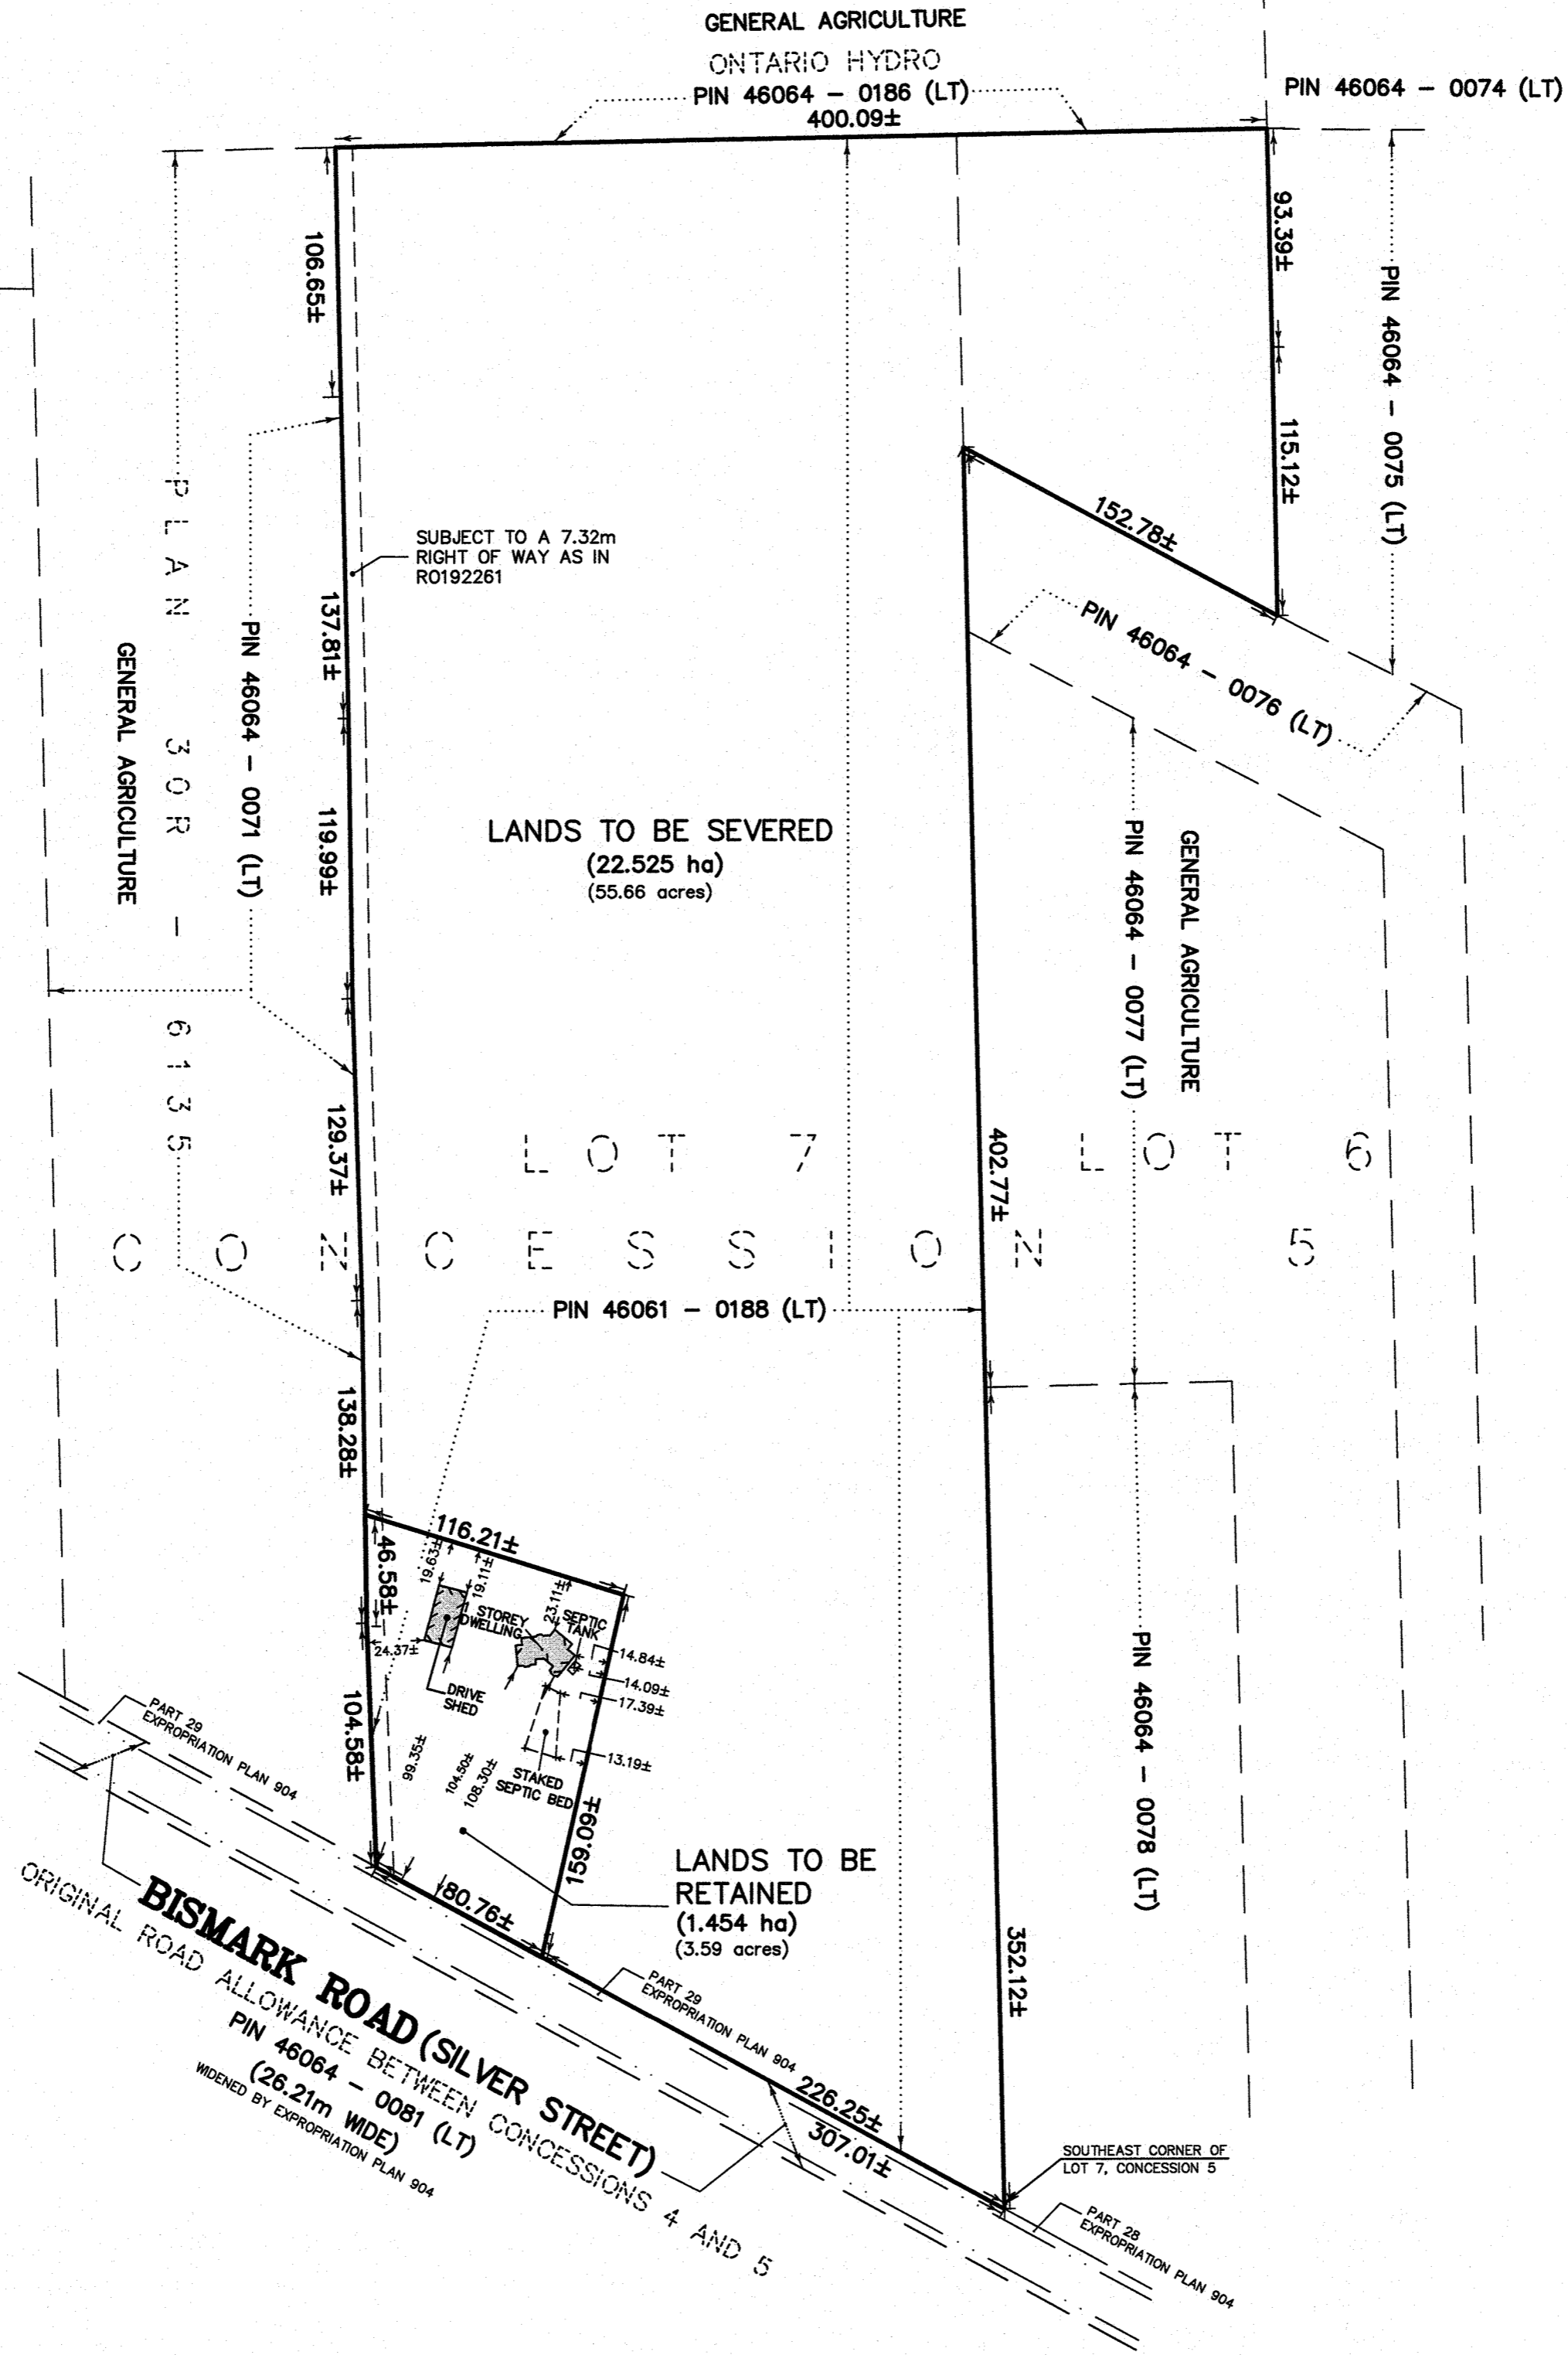 GENERAL AGRICULTURE
ONTARIO HYDRO
PIN 46064 - 0186 (LT)
400.09±
PIN 46064 - 0074 (LT)
93.39±
115.12±
PIN 46064 - 0075 (LT)
106.65±
152.78±
PIN 46064 - 0076 (LT)
SUBJECT TO A 7.32m
RIGHT OF WAY AS IN
RO192261
PLAN 30R - 6135
PIN 46064 - 0071 (LT)
GENERAL AGRICULTURE
137.81±
119.99±
LANDS TO BE SEVERED
(22.525 ha)
(55.66 acres)
PIN 46064 - 0077 (LT)
GENERAL AGRICULTURE
129.37±
402.77±
LOT 7
LOT 6
CONCESSION 5
PIN 46061 - 0188 (LT)
138.28±
116.21±
46.58±
19.63±
19.11±
23.11±
STOREY
DWELLING
SEPTIC
TANK
24.37±
14.84±
14.09±
17.39±
13.19±
DRIVE
SHED
104.58±
99.35±
104.50±
108.30±
STAKED
SEPTIC BED
159.09±
80.76±
LANDS TO BE
RETAINED
(1.454 ha)
(3.59 acres)
PIN 46064 - 0078 (LT)
352.12±
PART 29
EXPROPRIATION PLAN 904
PART 29
EXPROPRIATION PLAN 904
226.25±
307.01±
BISMARK ROAD (SILVER STREET)
ORIGINAL ROAD ALLOWANCE BETWEEN CONCESSIONS 4 AND 5
PIN 46064 - 0081 (LT)
(26.21m WIDE)
WIDENED BY EXPROPRIATION PLAN 904
SOUTHEAST CORNER OF
LOT 7, CONCESSION 5
PART 28
EXPROPRIATION PLAN 904